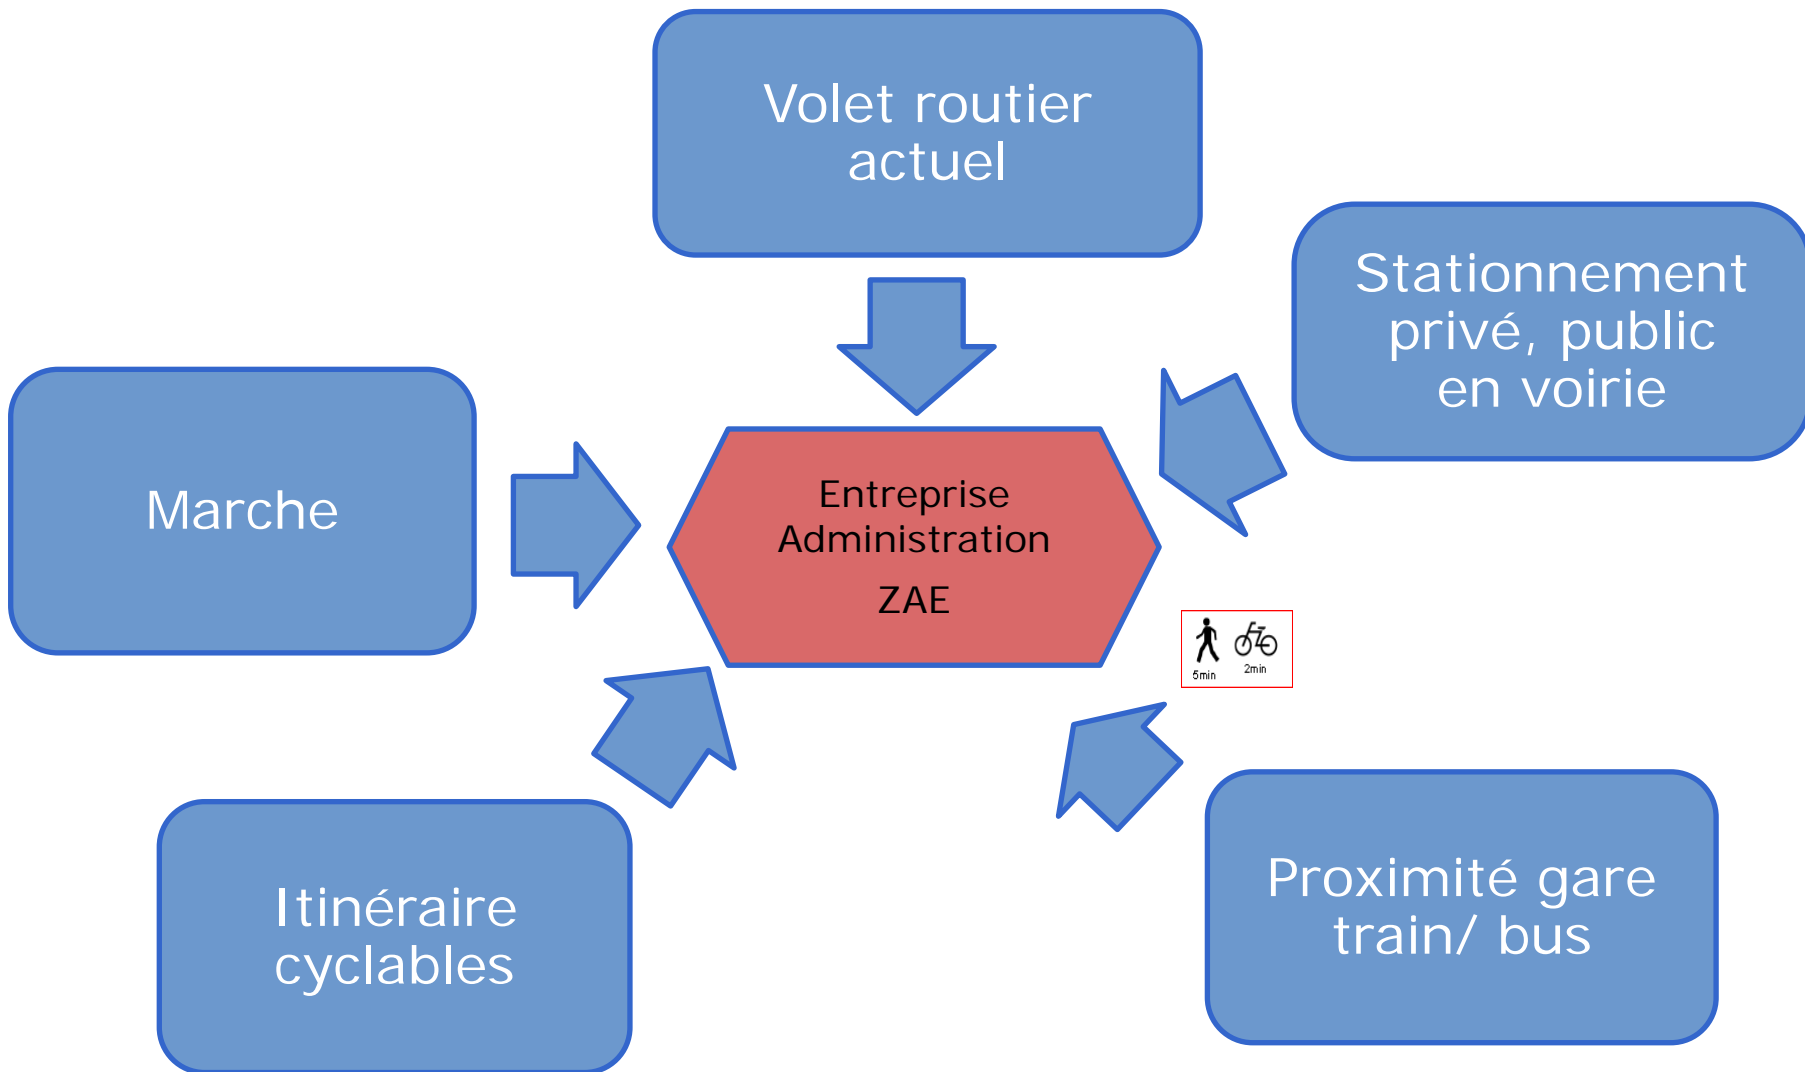 Volet routier
actuel
Stationnement
privé, public
en voirie
Marche
Entreprise
Administration
ZAE
5min
2min
Itinéraire
cyclables
Proximité gare
train/ bus